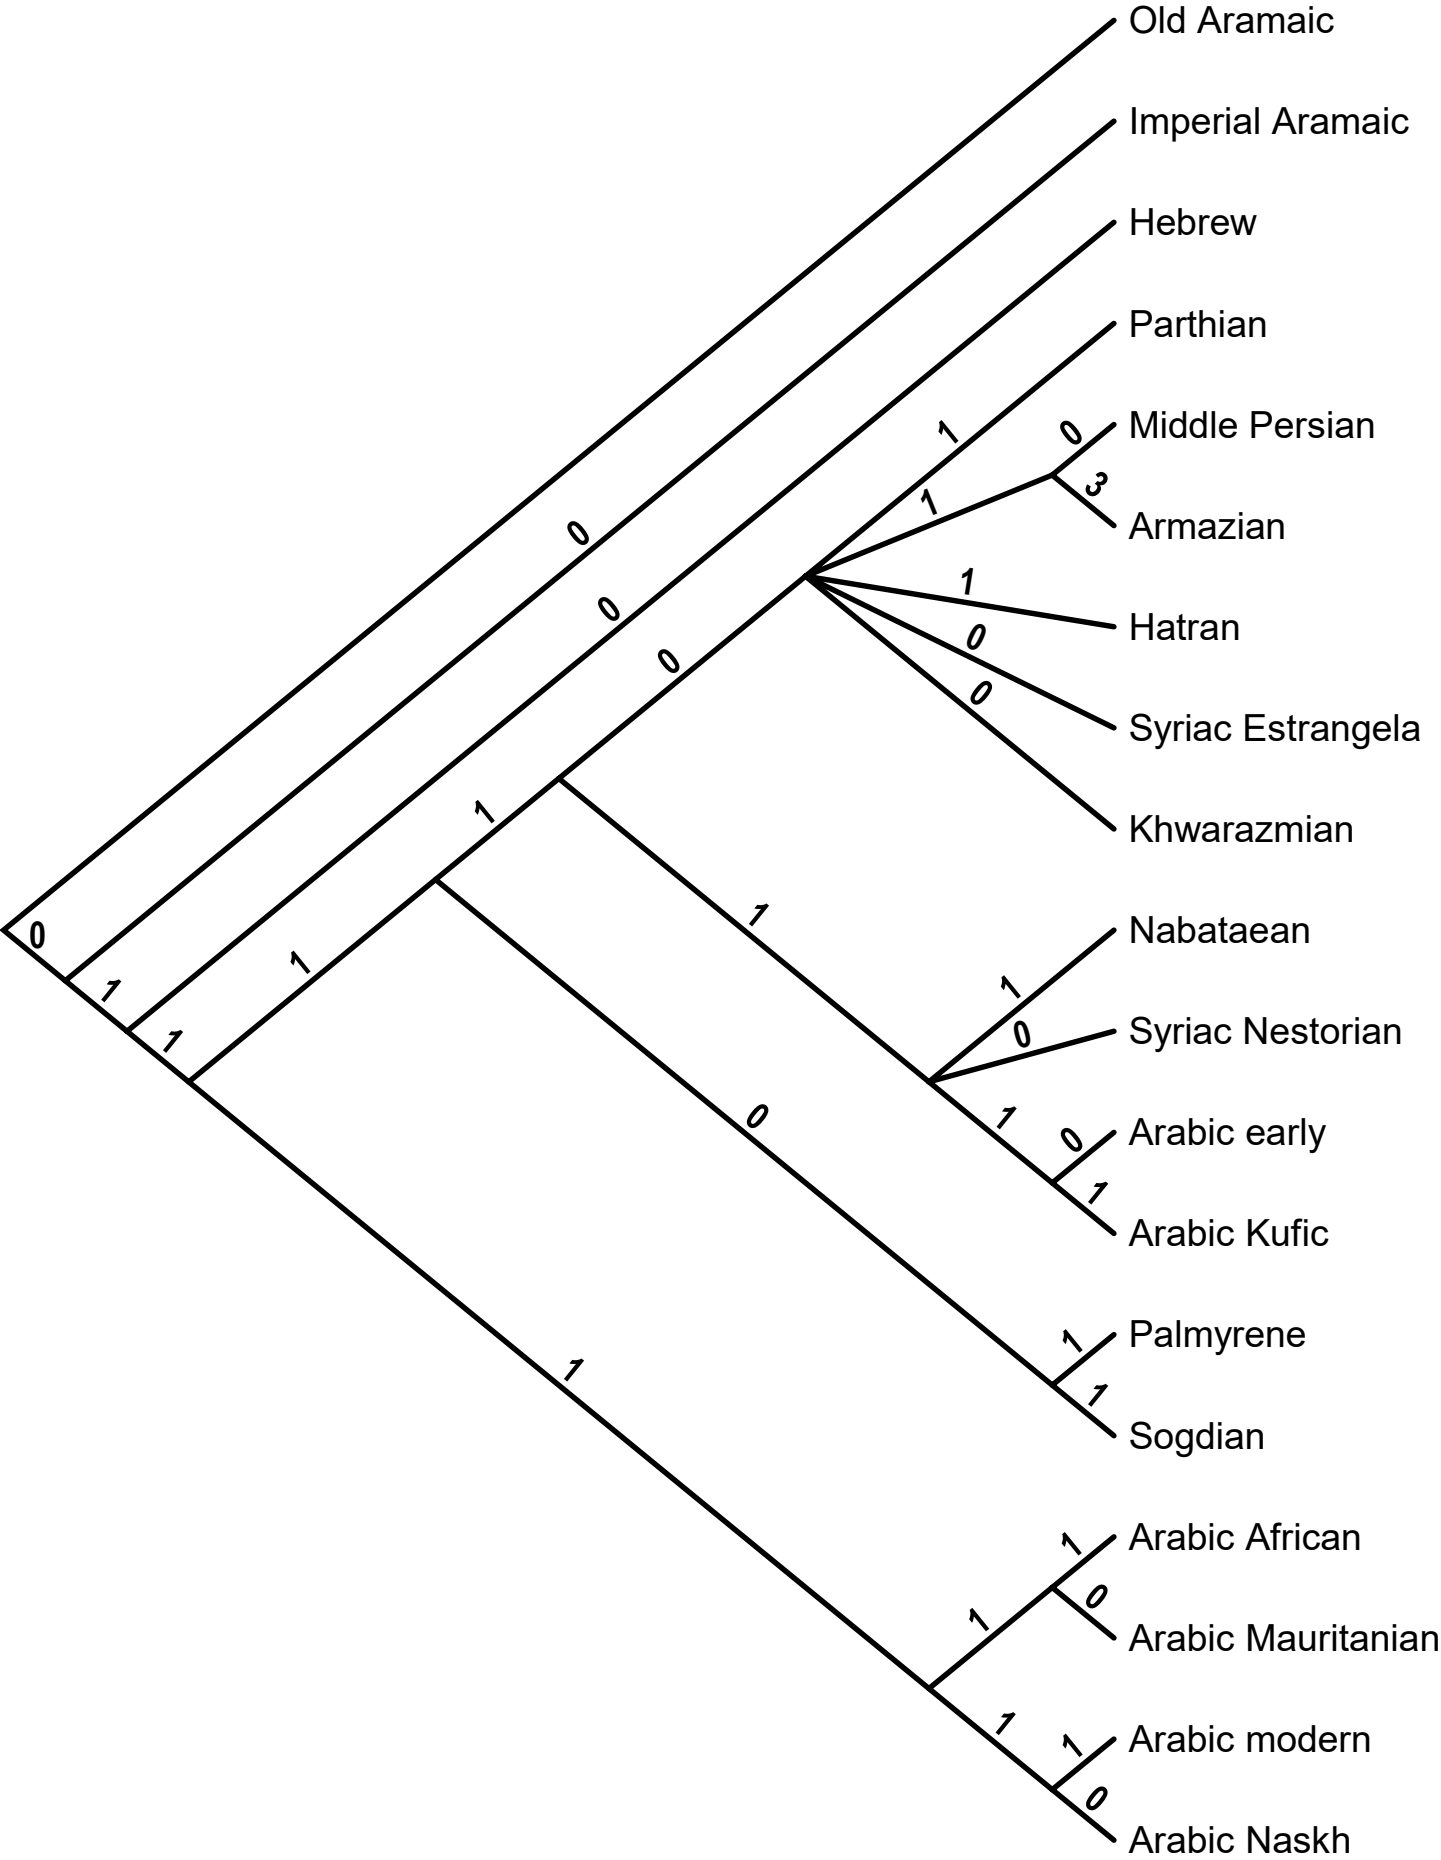 Old Aramaic
Imperial Aramaic
0
Hebrew
0
Parthian
1
Middle Persian
0
3
1
Armazian
1
Hatran
0
Syriac Estrangela
0
0
Khwarazmian
1
1
Nabataean
1
0
Syriac Nestorian
1
0
Arabic early
1
Arabic Kufic
0
1
1
1
1
0
Palmyrene
1
1
Sogdian
1
Arabic African
1
0
1
Arabic Mauritanian
1
Arabic modern
1
0
Arabic Naskh